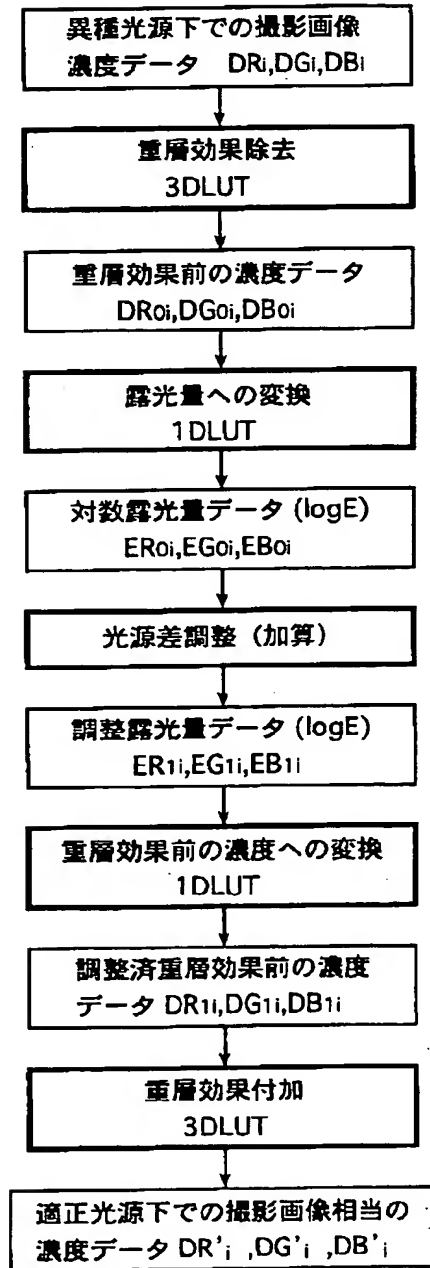 異種光源下での撮影画像
濃度データ DRi,DGi,DBi
重層効果除去
3DLUT
重層効果前の濃度データ
DR0i,DG0i,DB0i
露光量への変換
1DLUT
対数露光量データ(logE)
ER0i,EG0i,EB0i
光源差調整(加算)
調整露光量データ(logE)
ER1i,EG1i,EB1i
重層効果前の濃度への変換
1DLUT
調整済重層効果前の濃度
データ DR1i,DG1i,DB1i
重層効果付加
3DLUT
適正光源下での撮影画像相当の
濃度データ DR'i ,DG'i ,DB'i